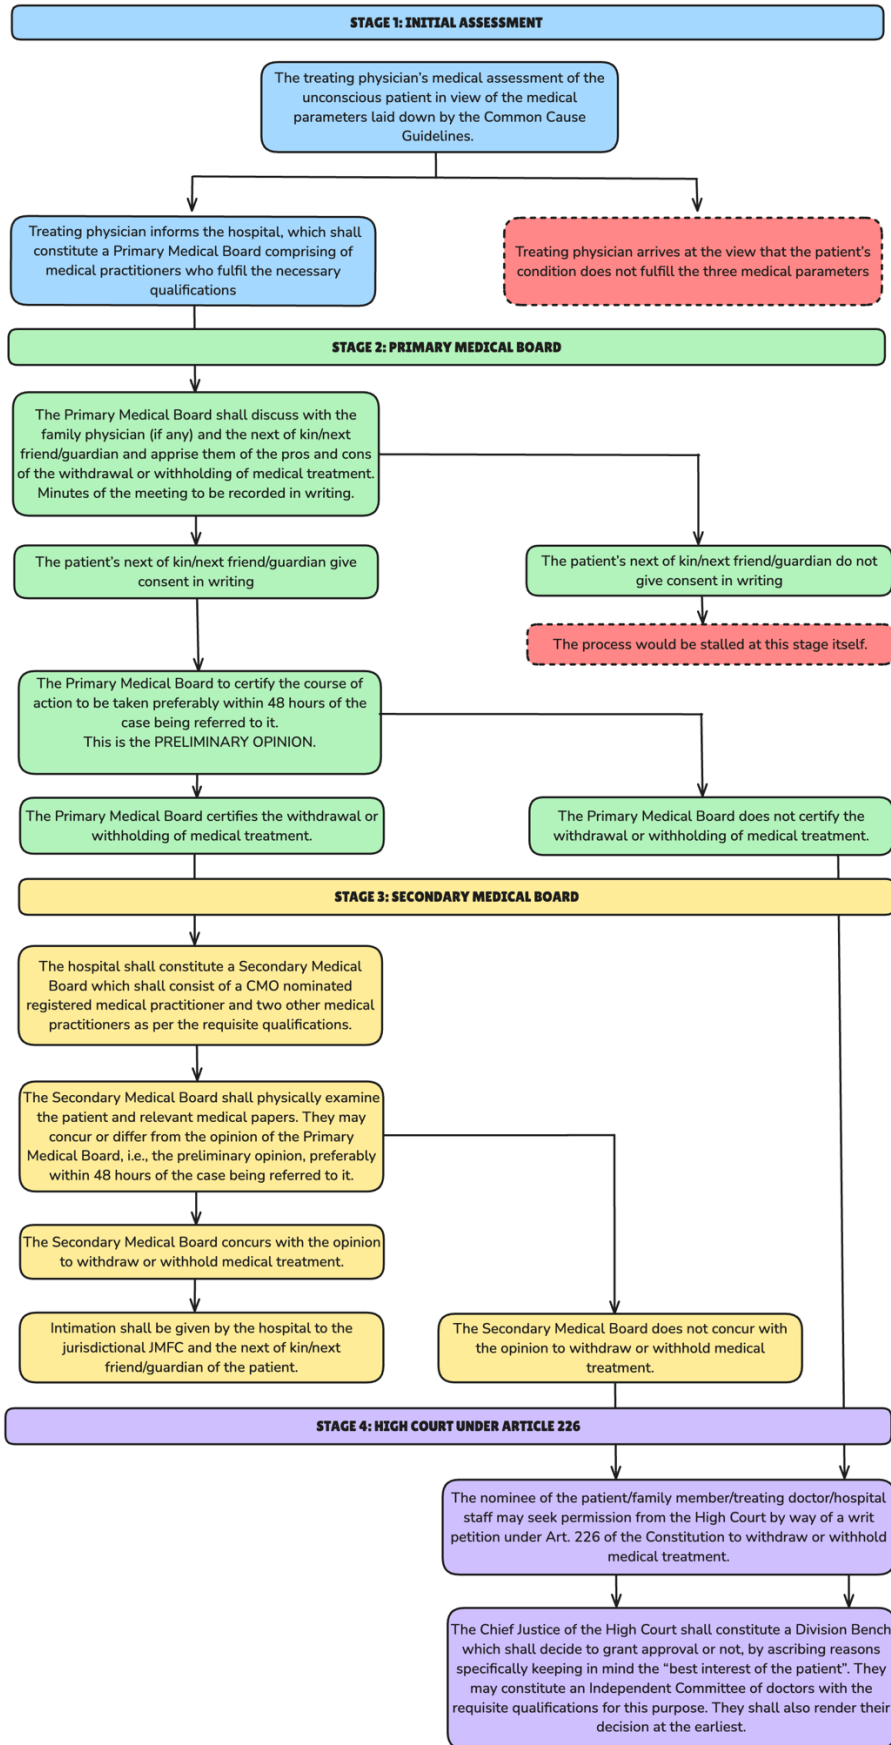 STAGE 1: INITIAL ASSESSMENT
The treating physician's medical assessment of the
unconscious patient in view of the medical
parameters laid down by the Common Cause
Guidelines.
Treating physician informs the hospital, which shall
constitute a Primary Medical Board comprising of
medical practitioners who fulfil the necessary
qualifications
Treating physician arrives at the view that the patient's
condition does not fulfill the three medical parameters
STAGE 2: PRIMARY MEDICAL BOARD
The Primary Medical Board shall discuss with the
family physician (if any) and the next of kin/next
friend/guardian and apprise them of the pros and cons
of the withdrawal or withholding of medical treatment.
Minutes of the meeting to be recorded in writing.
The patient's next of kin/next friend/guardian give
consent in writing
The patient's next of kin/next friend/guardian do not
give consent in writing
The process would be stalled at this stage itself.
The Primary Medical Board to certify the course of
action to be taken preferably within 48 hours of the
case being referred to it.
This is the PRELIMINARY OPINION.
The Primary Medical Board certifies the withdrawal or
withholding of medical treatment.
The Primary Medical Board does not certify the
withdrawal or withholding of medical treatment.
STAGE 3: SECONDARY MEDICAL BOARD
The hospital shall constitute a Secondary Medical
Board which shall consist of a CMO nominated
registered medical practitioner and two other medical
practitioners as per the requisite qualifications.
The Secondary Medical Board shall physically examine
the patient and relevant medical papers. They may
concur or differ from the opinion of the Primary
Medical Board, i.e., the preliminary opinion, preferably
within 48 hours of the case being referred to it.
The Secondary Medical Board concurs with the opinion
to withdraw or withhold medical treatment.
Intimation shall be given by the hospital to the
jurisdictional JMFC and the next of kin/next
friend/guardian of the patient.
The Secondary Medical Board does not concur with
the opinion to withdraw or withhold medical
treatment.
STAGE 4: HIGH COURT UNDER ARTICLE 226
The nominee of the patient/family member/treating doctor/hospital
staff may seek permission from the High Court by way of a writ
petition under Art. 226 of the Constitution to withdraw or withhold
medical treatment.
The Chief Justice of the High Court shall constitute a Division Bench
which shall decide to grant approval or not, by ascribing reasons
specifically keeping in mind the "best interest of the patient". They
may constitute an Independent Committee of doctors with the
requisite qualifications for this purpose. They shall also render their
decision at the earliest.